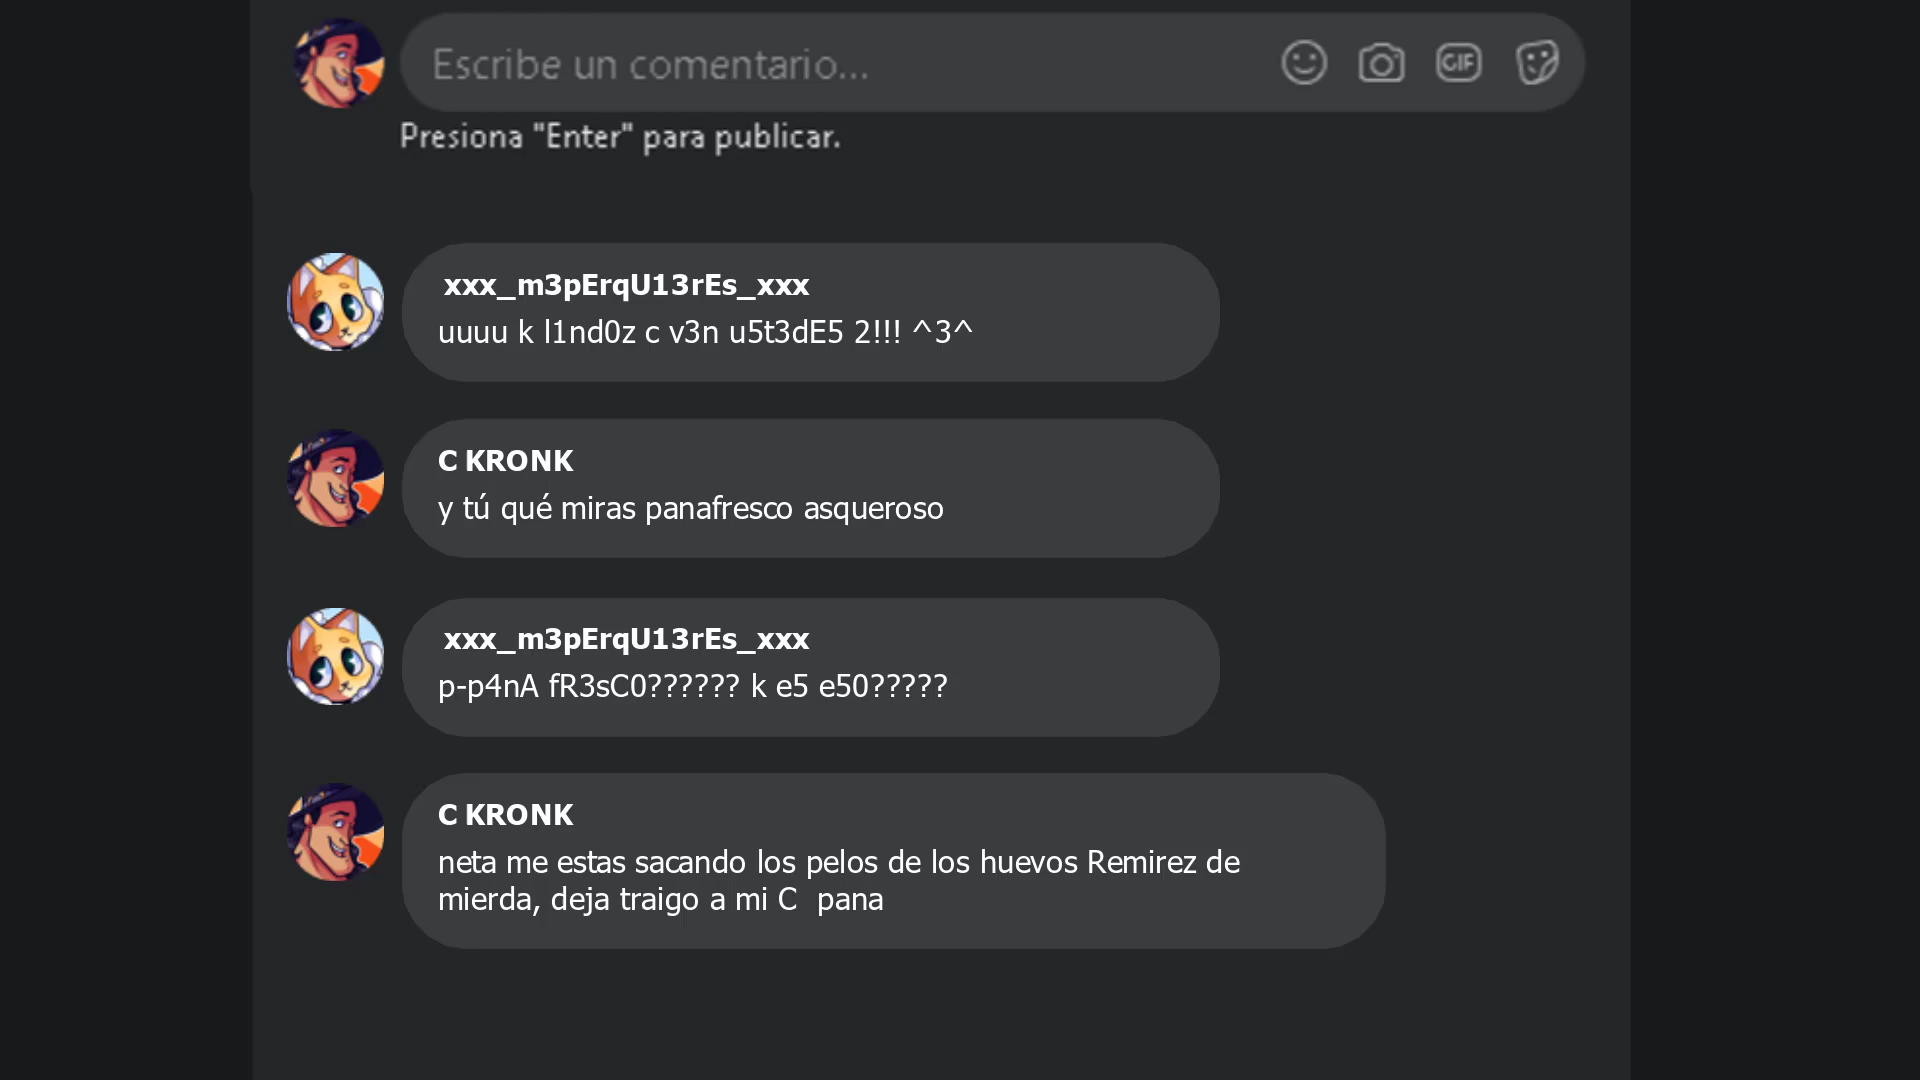 Escribe un comentario...
GIF
Presiona "Enter" para publicar.
xxx_m3pErqU13rEs_xxx
uuuu k l1nd0z c v3n u5t3dE5 2!!! ^3^
C KRONK
y tú qué miras panafresco asqueroso
xxx_m3pErqU13rEs_xxx
p-p4nA fR3sC0?????? k e5 e50?????
C KRONK
neta me estas sacando los pelos de los huevos Remirez de
mierda, deja traigo a mi C  pana